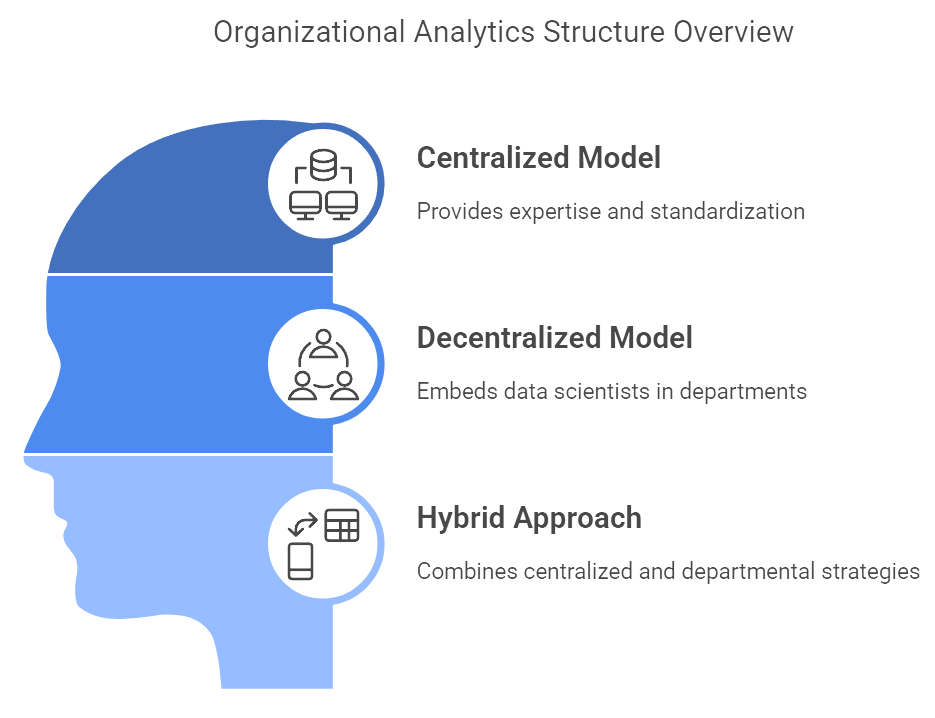 Organizational Analytics Structure Overview
Centralized Model
Provides expertise and standardization
Decentralized Model
Embeds data scientists in departments
Hybrid Approach
Combines centralized and departmental strategies